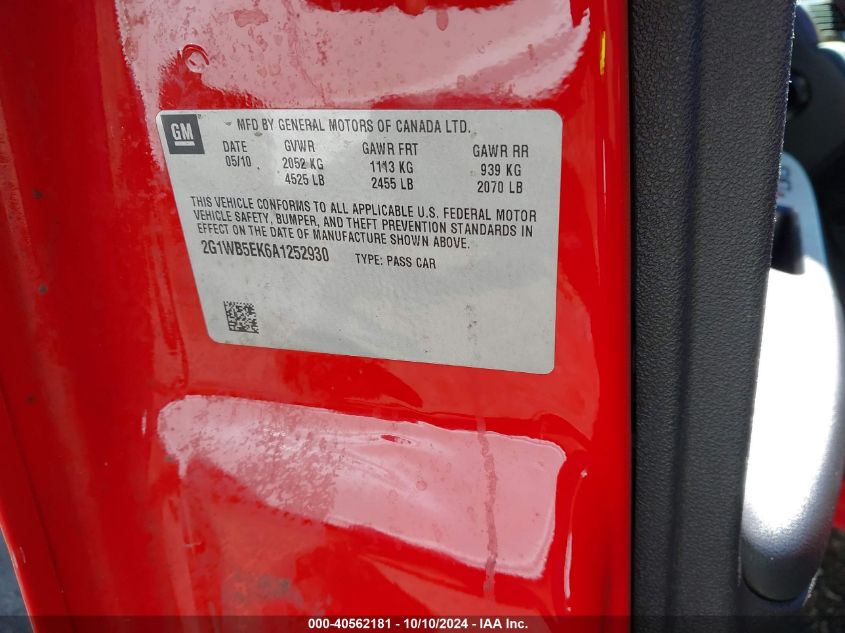 GM
MFD BY GENERAL MOTORS OF CANADA LTD.
DATE GVWR GAWR FRT GAWR RR
05/10 2052 KG 1113 KG 939 KG
4525 LB 2455 LB 2070 LB
THIS VEHICLE CONFORMS TO ALL APPLICABLE U.S. FEDERAL MOTOR
VEHICLE SAFETY, BUMPER, AND THEFT PREVENTION STANDARDS IN
EFFECT ON THE DATE OF MANUFACTURE SHOWN ABOVE.
2G1WB5EK6A1252930 TYPE: PASS CAR
000-40562181 - 10/10/2024 - IAA Inc.